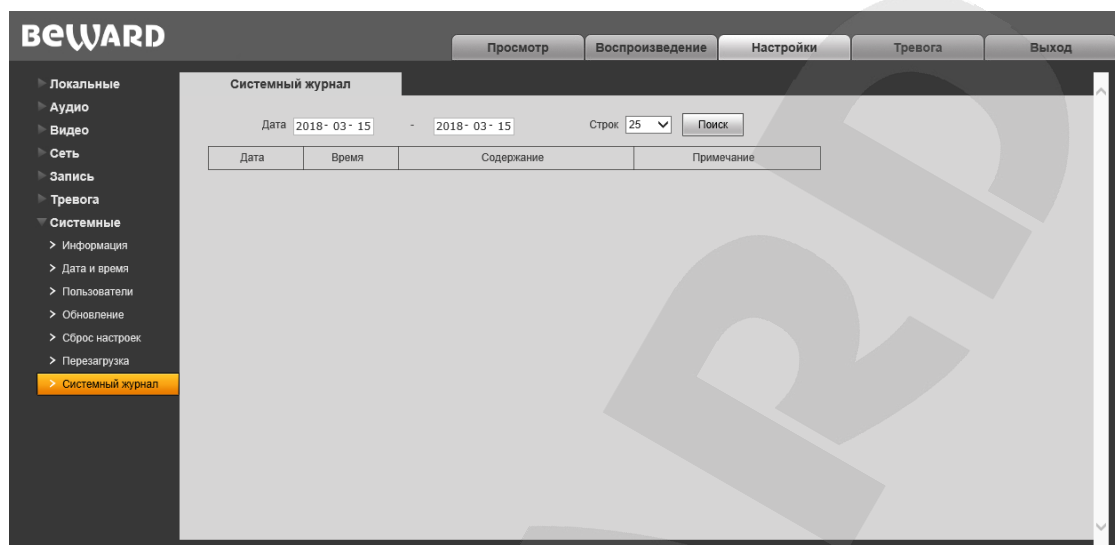 BEWARD
Просмотр Воспроизведение Настройки Тревога Выход
Локальные
Аудио
Видео
Сеть
Запись
Тревога
Системные
Информация
Дата и время
Пользователи
Обновление
Сброс настроек
Перезагрузка
Системный журнал
Системный журнал
Дата 2018- 03- 15 - 2018- 03- 15 Строк 25 Поиск
Дата Время Содержание Примечание